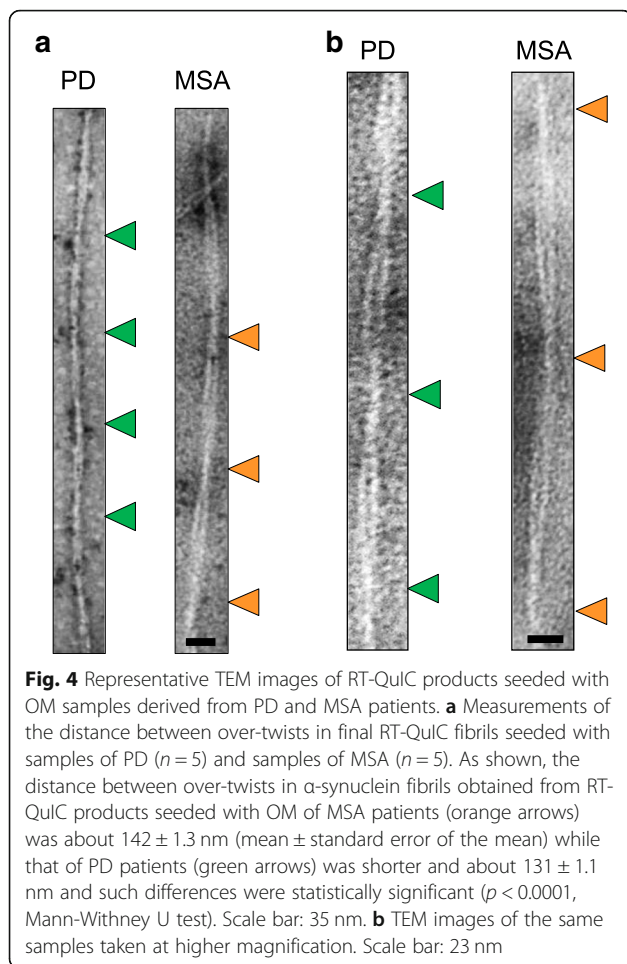 a
b
PD
MSA
PD
MSA
Fig. 4 Representative TEM images of RT-QuIC products seeded with
OM samples derived from PD and MSA patients. a Measurements of
the distance between over-twists in final RT-QuIC fibrils seeded with
samples of PD (n = 5) and samples of MSA (n = 5). As shown, the
distance between over-twists in α-synuclein fibrils obtained from RT-
QuIC products seeded with OM of MSA patients (orange arrows)
was about 142 ± 1.3 nm (mean ± standard error of the mean) while
that of PD patients (green arrows) was shorter and about 131 ± 1.1
nm and such differences were statistically significant (p < 0.0001,
Mann-Withney U test). Scale bar: 35 nm. b TEM images of the same
samples taken at higher magnification. Scale bar: 23 nm